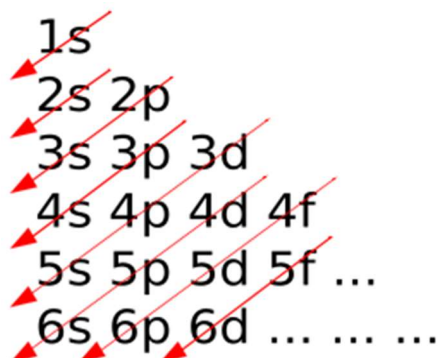 1s
2s 2p
3s 3p 3d
4s 4p 4d 4f
5s 5p 5d 5f ...
6s 6p 6d ... ... ...